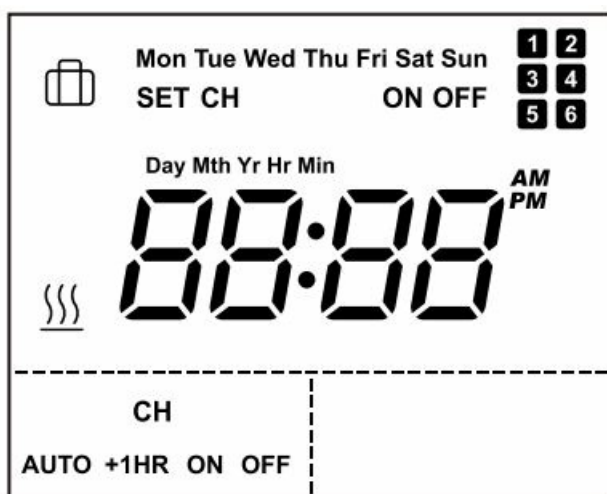 Mon Tue Wed Thu Fri Sat Sun
1 2
SET CH ON OFF
3 4
5 6
Day Mth Yr Hr Min
88:88
AM
PM
CH
AUTO +1HR ON OFF